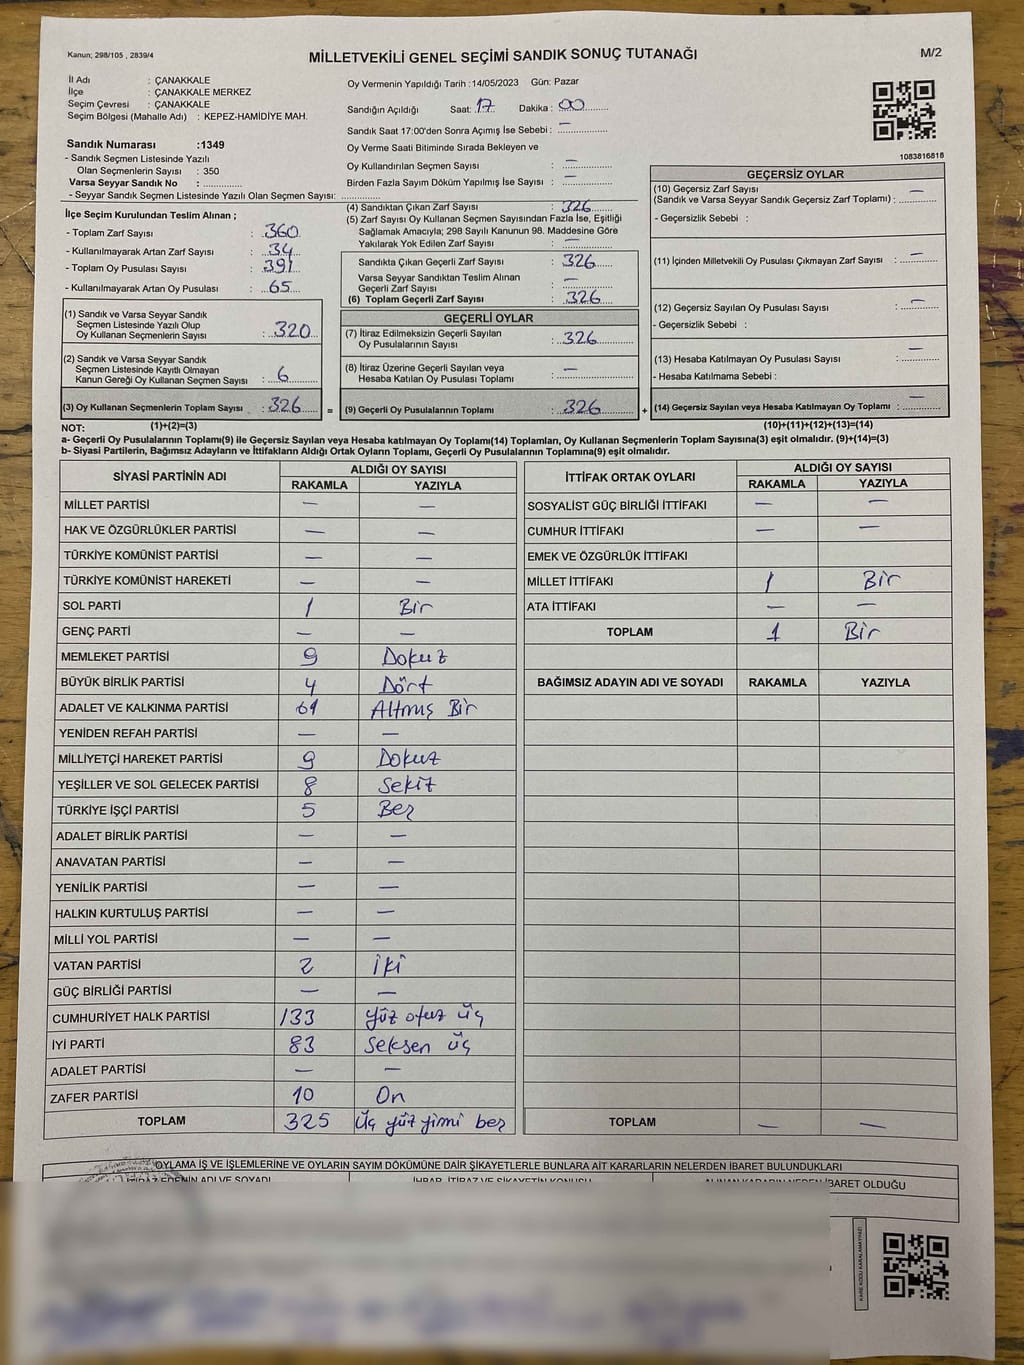 Kanun; 298/105 , 2839/4
MİLLETVEKİLİ GENEL SEÇİMİ SANDIK SONUÇ TUTANAĞI
M/2
İl Adı : ÇANAKKALE
İlçe : ÇANAKKALE MERKEZ
Seçim Çevresi : ÇANAKKALE
Seçim Bölgesi (Mahalle Adı) : KEPEZ-HAMİDİYE MAH.
Sandık Numarası :1349
- Sandık Seçmen Listesinde Yazılı
Olan Seçmenlerin Sayısı : 350
Varsa Seyyar Sandık No : ..............
- Seyyar Sandık Seçmen Listesinde Yazılı Olan Seçmen Sayısı: ..............
Oy Vermenin Yapıldığı Tarih : 14/05/2023 Gün: Pazar
Sandığın Açıldığı Saat: 17 Dakika : 00
Sandık Saat 17:00'den Sonra Açımış İse Sebebi : —
Oy Verme Saati Bitiminde Sırada Bekleyen ve
Oy Kullandırılan Seçmen Sayısı : —
Birden Fazla Sayım Döküm Yapılmış İse Sayısı : —
1083816818
İlçe Seçim Kurulundan Teslim Alınan ;
- Toplam Zarf Sayısı : 360
- Kullanılmayarak Artan Zarf Sayısı : 34
- Toplam Oy Pusulası Sayısı : 391
- Kullanılmayarak Artan Oy Pusulası : 65
(1) Sandık ve Varsa Seyyar Sandık
Seçmen Listesinde Yazılı Olup
Oy Kullanan Seçmenlerin Sayısı : 320
(2) Sandık ve Varsa Seyyar Sandık
Seçmen Listesinde Kayıtlı Olmayan
Kanun Gereği Oy Kullanan Seçmen Sayısı : 6
(3) Oy Kullanan Seçmenlerin Toplam Sayısı : 326
(4) Sandıktan Çıkan Zarf Sayısı : 326
(5) Zarf Sayısı Oy Kullanan Seçmen Sayısından Fazla İse, Eşitliği
Sağlamak Amacıyla; 298 Sayılı Kanunun 98. Maddesine Göre
Yakılarak Yok Edilen Zarf Sayısı : —
Sandıkta Çıkan Geçerli Zarf Sayısı : 326
Varsa Seyyar Sandıktan Teslim Alınan
Geçerli Zarf Sayısı : —
(6) Toplam Geçerli Zarf Sayısı : 326
GEÇERLİ OYLAR
(7) İtiraz Edilmeksizin Geçerli Sayılan
Oy Pusulalarının Sayısı : 326
(8) İtiraz Üzerine Geçerli Sayılan veya
Hesaba Katılan Oy Pusulası Toplamı : —
= (9) Geçerli Oy Pusulalarının Toplamı : 326
GEÇERSİZ OYLAR
(10) Geçersiz Zarf Sayısı
(Sandık ve Varsa Seyyar Sandık Geçersiz Zarf Toplamı) : —
- Geçersizlik Sebebi :
(11) İçinden Milletvekili Oy Pusulası Çıkmayan Zarf Sayısı : —
(12) Geçersiz Sayılan Oy Pusulası Sayısı : —
- Geçersizlik Sebebi :
(13) Hesaba Katılmayan Oy Pusulası Sayısı : —
- Hesaba Katılmama Sebebi :
+ (14) Geçersiz Sayılan veya Hesaba Katılmayan Oy Toplamı : —
NOT: (1)+(2)=(3) (10)+(11)+(12)+(13)=(14)
a- Geçerli Oy Pusulalarının Toplamı(9) ile Geçersiz Sayılan veya Hesaba katılmayan Oy Toplamı(14) Toplamları, Oy Kullanan Seçmenlerin Toplam Sayısına(3) eşit olmalıdır. (9)+(14)=(3)
b- Siyasi Partilerin, Bağımsız Adayların ve İttifakların Aldığı Ortak Oyların Toplamı, Geçerli Oy Pusulalarının Toplamına(9) eşit olmalıdır.
SİYASİ PARTİNİN ADI ALDIĞI OY SAYISI
RAKAMLA YAZIYLA
MİLLET PARTİSİ — —
HAK VE ÖZGÜRLÜKLER PARTİSİ — —
TÜRKİYE KOMÜNİST PARTİSİ — —
TÜRKİYE KOMÜNİST HAREKETİ — —
SOL PARTİ 1 Bir
GENÇ PARTİ — —
MEMLEKET PARTİSİ 9 Dokuz
BÜYÜK BİRLİK PARTİSİ 4 Dört
ADALET VE KALKINMA PARTİSİ 61 Altmış Bir
YENİDEN REFAH PARTİSİ — —
MİLLİYETÇİ HAREKET PARTİSİ 9 Dokuz
YEŞİLLER VE SOL GELECEK PARTİSİ 8 Sekiz
TÜRKİYE İŞÇİ PARTİSİ 5 Beş
ADALET BİRLİK PARTİSİ — —
ANAVATAN PARTİSİ — —
YENİLİK PARTİSİ — —
HALKIN KURTULUŞ PARTİSİ — —
MİLLİ YOL PARTİSİ — —
VATAN PARTİSİ 2 İki
GÜÇ BİRLİĞİ PARTİSİ — —
CUMHURİYET HALK PARTİSİ 133 Yüz otuz üç
İYİ PARTİ 83 Seksen üç
ADALET PARTİSİ — —
ZAFER PARTİSİ 10 On
TOPLAM 325 Üç yüz yirmi beş
İTTİFAK ORTAK OYLARI ALDIĞI OY SAYISI
RAKAMLA YAZIYLA
SOSYALİST GÜÇ BİRLİĞİ İTTİFAKI — —
CUMHUR İTTİFAKI — —
EMEK VE ÖZGÜRLÜK İTTİFAKI
MİLLET İTTİFAKI 1 Bir
ATA İTTİFAKI — —
TOPLAM 1 Bir
BAĞIMSIZ ADAYIN ADI VE SOYADI RAKAMLA YAZIYLA
TOPLAM — —
OYLAMA İŞ VE İŞLEMLERİNE VE OYLARIN SAYIM DÖKÜMÜNE DAİR ŞİKAYETLERLE BUNLARA AİT KARARLARIN NELERDEN İBARET BULUNDUKLARI
İTİRAZ EDENİN ADI VE SOYADI İHBAR, İTİRAZ VE ŞİKAYETİN KONUSU ALINAN KARARIN NEDEN İBARET OLDUĞU
KARE KODU KARALAMAYINIZ!